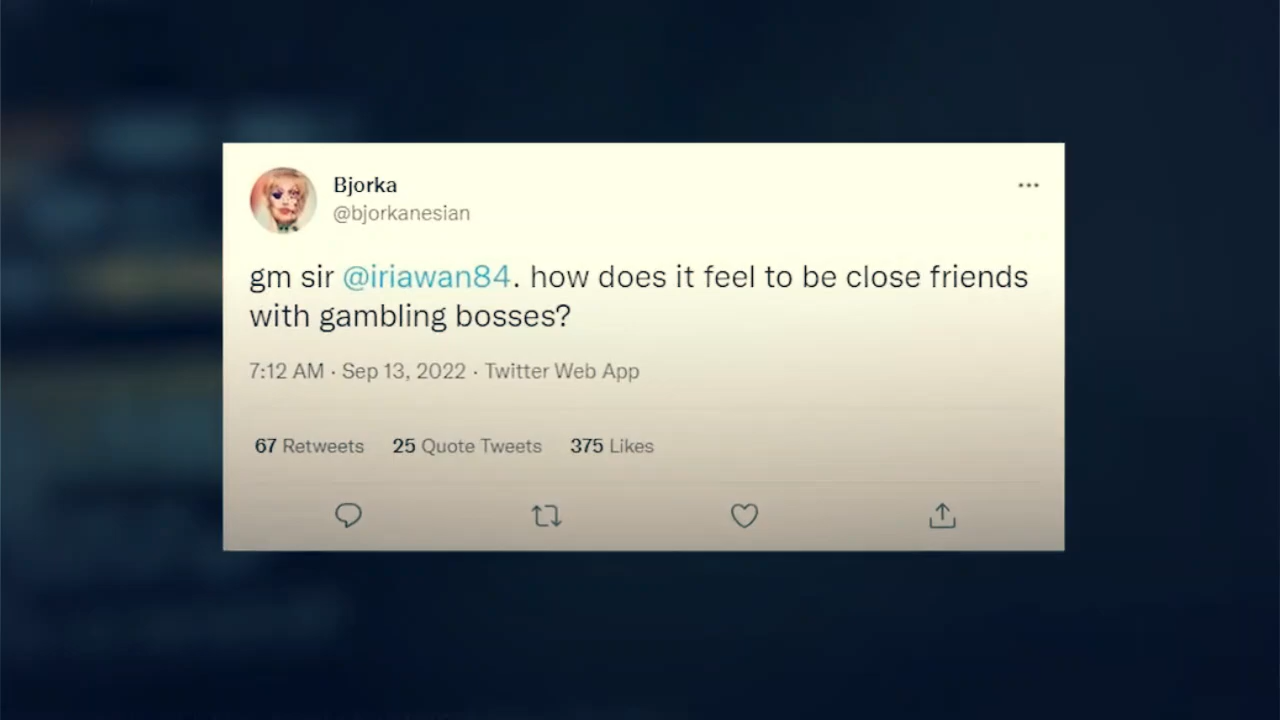 Bjorka
@bjorkanesian
gm sir @iriawan84. how does it feel to be close friends
with gambling bosses?
7:12 AM · Sep 13, 2022 · Twitter Web App
67 Retweets 25 Quote Tweets 375 Likes